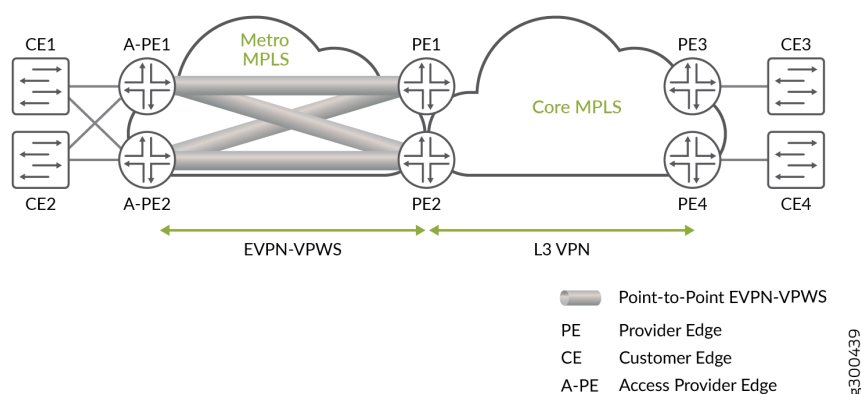 CE1
A-PE1
Metro
MPLS
PE1
PE3
CE3
Core MPLS
CE2
A-PE2
PE2
PE4
CE4
EVPN-VPWS
L3 VPN
Point-to-Point EVPN-VPWS
PE Provider Edge
CE Customer Edge
A-PE Access Provider Edge
g300439